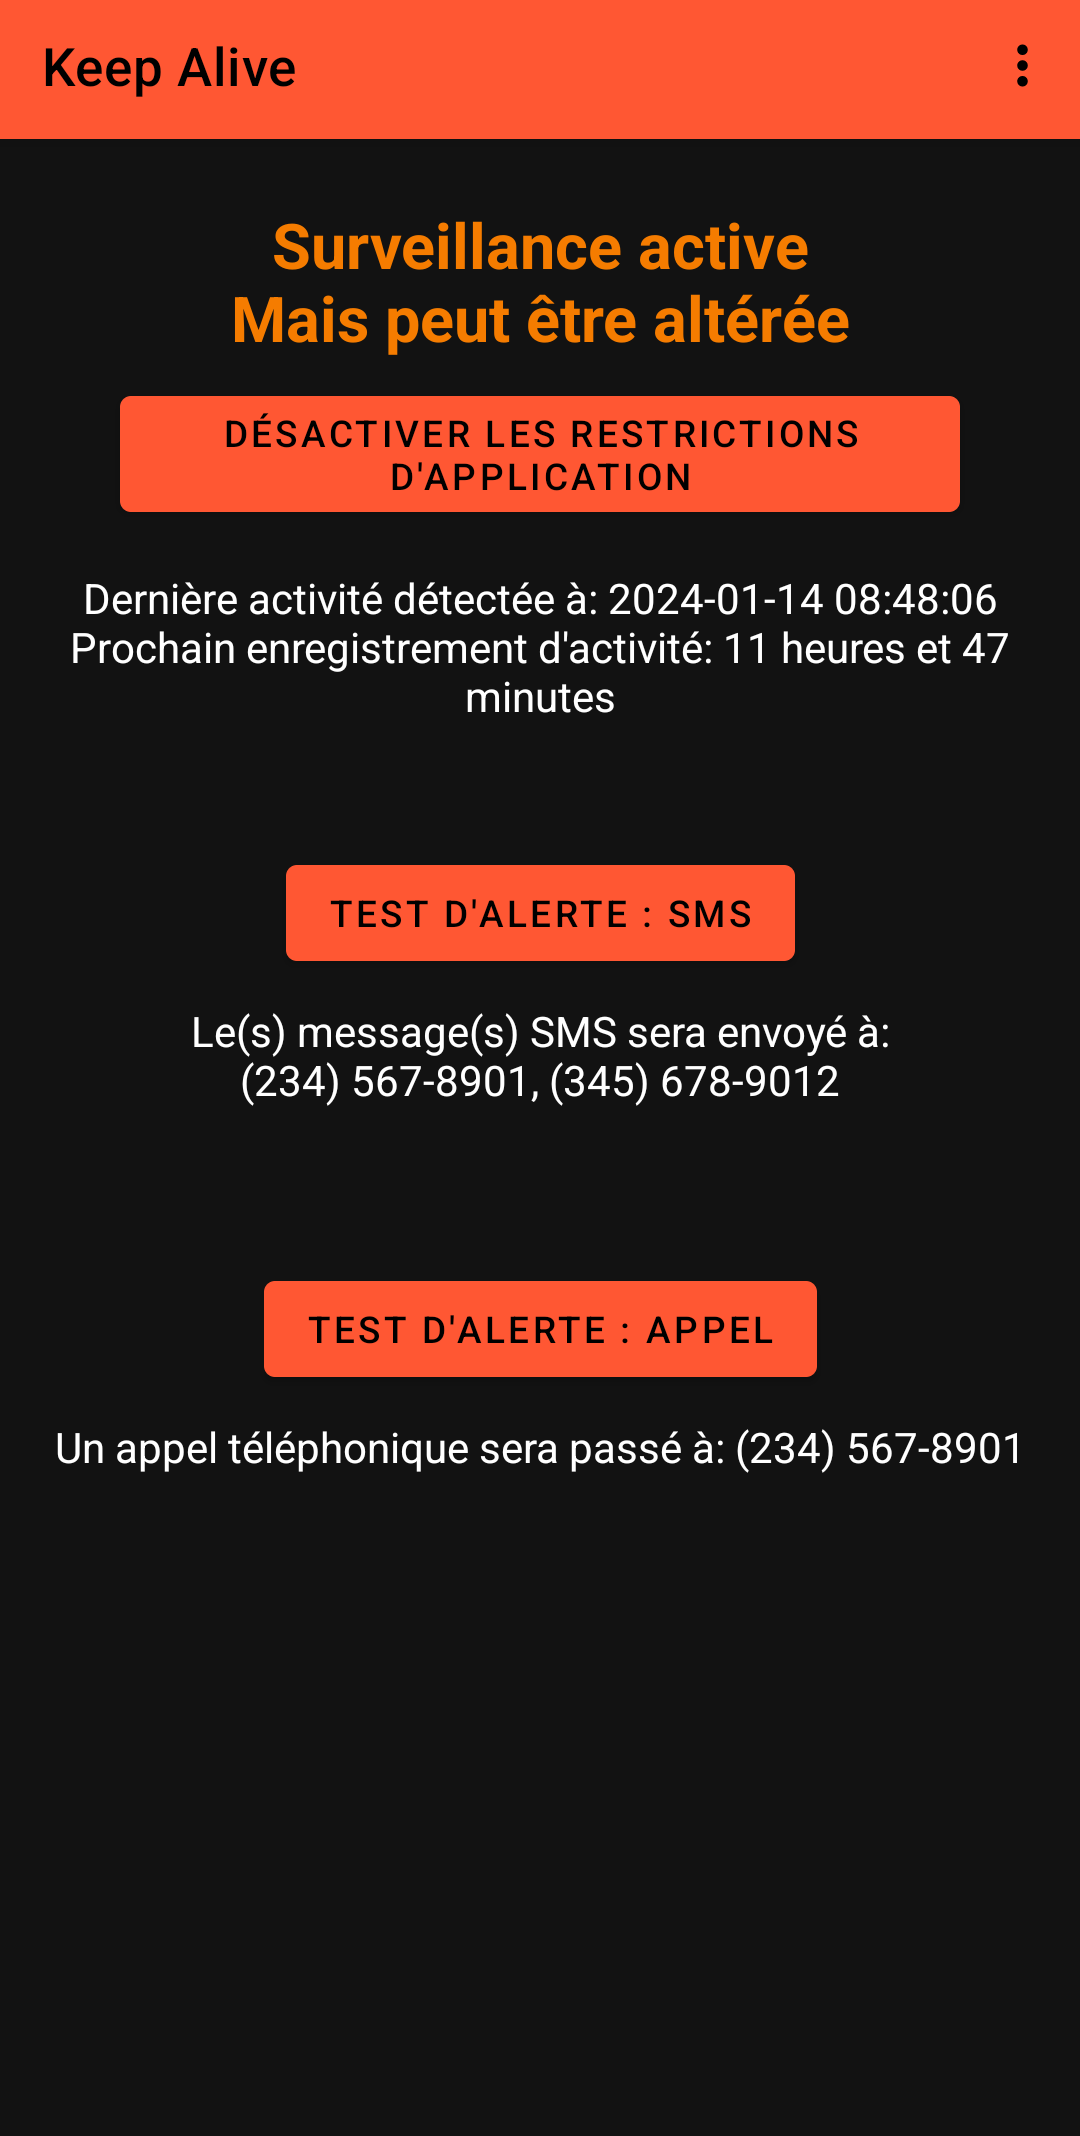 Keep Alive
Surveillance active
Mais peut être altérée
DÉSACTIVER LES RESTRICTIONS
D'APPLICATION
Dernière activité détectée à: 2024-01-14 08:48:06
Prochain enregistrement d'activité: 11 heures et 47
minutes
TEST D'ALERTE : SMS
Le(s) message(s) SMS sera envoyé à:
(234) 567-8901, (345) 678-9012
TEST D'ALERTE : APPEL
Un appel téléphonique sera passé à: (234) 567-8901